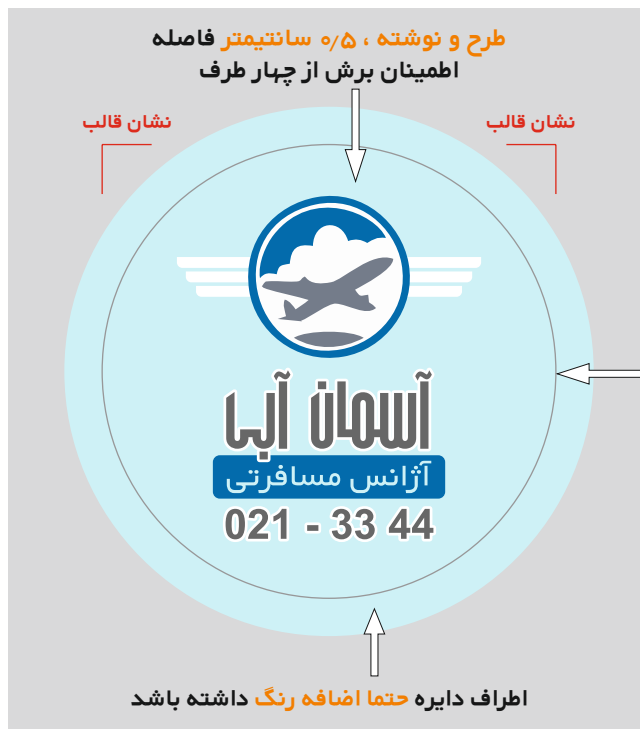 طرح و نوشته ، ۰/۵ سانتیمتر فاصله
اطمینان برش از چهار طرف
نشان قالب
نشان قالب
آسمان آبی
آژانس مسافرتی
021 - 33 44
اطراف دایره حتما اضافه رنگ داشته باشد